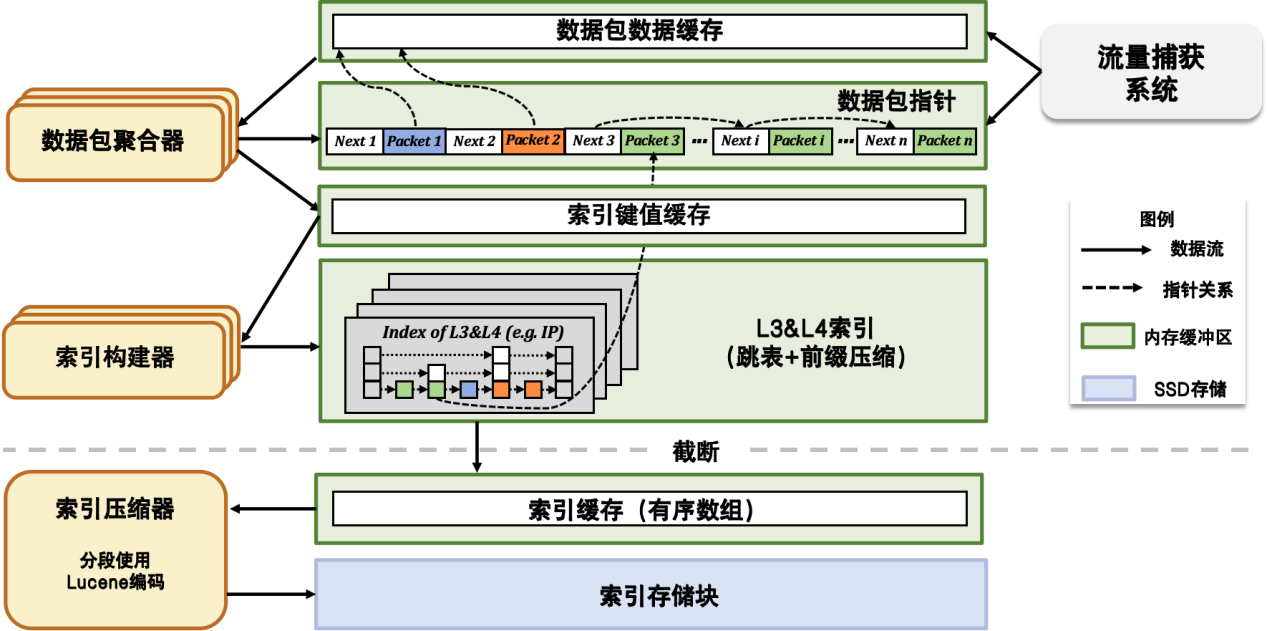 数据包数据缓存
流量捕获
系统
数据包指针
数据包聚合器
Next 1 Packet 1 Next 2 Packet 2 Next 3 Packet 3 ... Next i Packet i ... Next n Packet n
索引键值缓存
图例
数据流
指针关系
内存缓冲区
SSD存储
索引构建器
Index of L3&L4 (e.g. IP)
L3&L4索引
（跳表+前缀压缩）
截断
索引压缩器
分段使用
Lucene编码
索引缓存（有序数组）
索引存储块